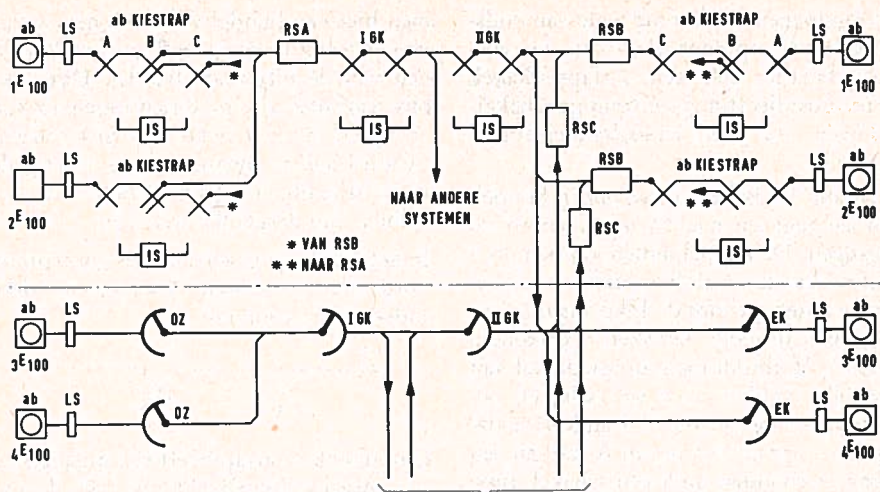 ab LS ab KIESTRAP RSA I GK II GK RSB ab KIESTRAP LS ab
A B C C B A
* * *
1E100 IS IS IS IS 1E100
RSC
ab LS ab KIESTRAP RSB ab KIESTRAP LS ab
NAAR ANDERE
SYSTEMEN
* * *
2E100 RSC 2E100
IS * VAN RSB IS
* * NAAR RSA
ab LS OZ I GK II GK EK LS ab
3E100 3E100
ab LS OZ EK LS ab
4E100 4E100